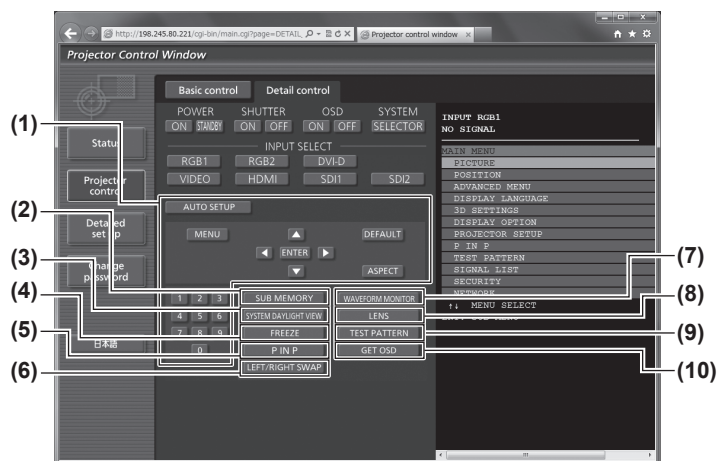 http://198.245.80.221/cgi-bin/main.cgi?page=DETAIL
Projector control window
Projector Control Window
Basic control
Detail control
POWER SHUTTER OSD SYSTEM
ON STANDBY ON OFF ON OFF SELECTOR
INPUT SELECT
RGB1 RGB2 DVI-D
VIDEO HDMI SDI1 SDI2
AUTO SETUP
MENU DEFAULT
ENTER
ASPECT
1 2 3 SUB MEMORY WAVEFORM MONITOR
4 5 6 SYSTEM DAYLIGHT VIEW LENS
7 8 9 FREEZE TEST PATTERN
0 P IN P GET OSD
LEFT/RIGHT SWAP
Status
Projector control
Detailed set up
Change password
日本語
INPUT RGB1
NO SIGNAL
MAIN MENU
PICTURE
POSITION
ADVANCED MENU
DISPLAY LANGUAGE
3D SETTINGS
DISPLAY OPTION
PROJECTOR SETUP
P IN P
TEST PATTERN
SIGNAL LIST
SECURITY
NETWORK
↑↓ MENU SELECT
(1)
(2)
(3)
(4)
(5)
(6)
(7)
(8)
(9)
(10)